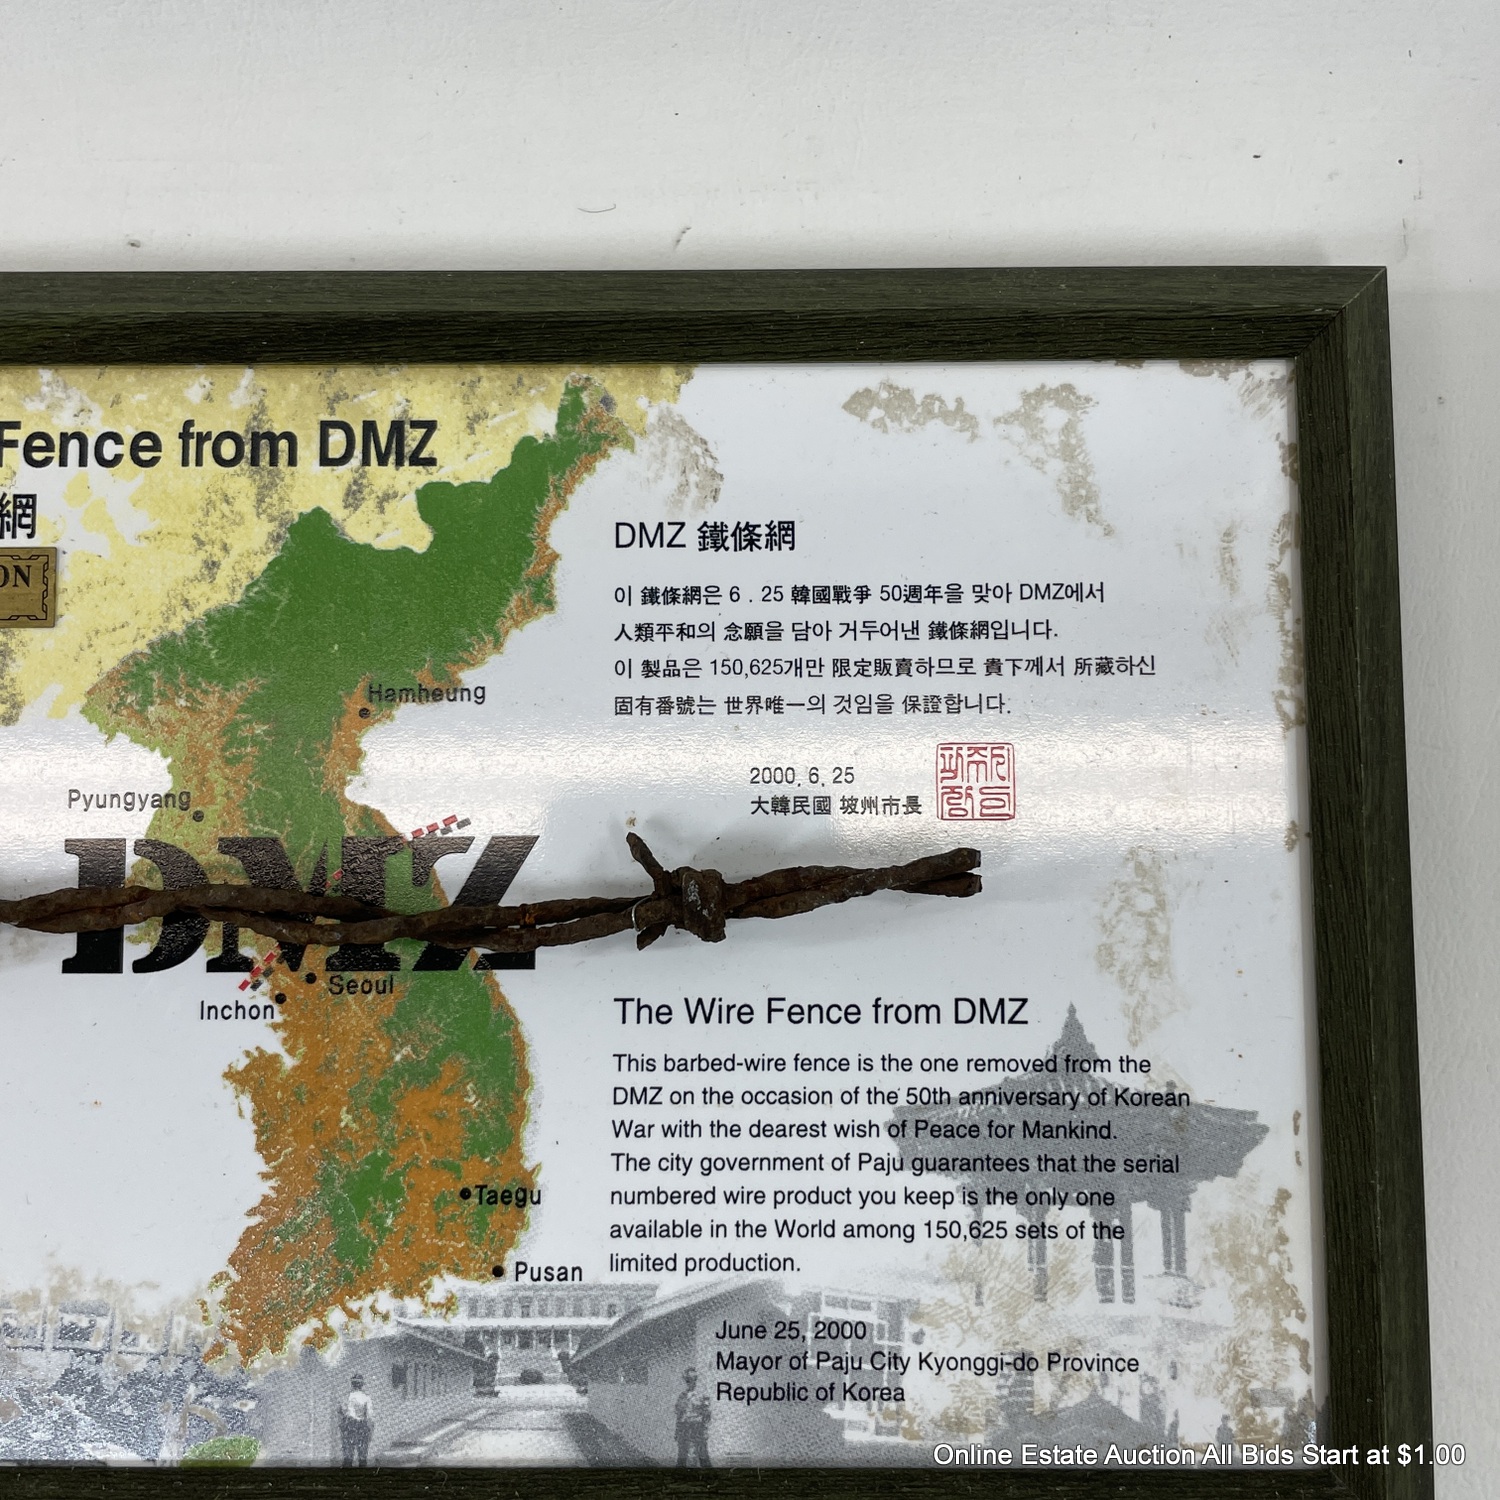 Fence from DMZ
網
ON
DMZ 鐵條網
이 鐵條網은 6 . 25 韓國戰爭 50週年을 맞아 DMZ에서
人類平和의 念願을 담아 거두어낸 鐵條網입니다.
이 製品은 150,625개만 限定販賣하므로 貴下께서 所藏하신
固有番號는 世界唯一의 것임을 保證합니다.
2000. 6. 25
大韓民國 坡州市長
Hamheung
Pyungyang
DMZ
Seoul
Inchon
Taegu
Pusan
The Wire Fence from DMZ
This barbed-wire fence is the one removed from the
DMZ on the occasion of the 50th anniversary of Korean
War with the dearest wish of Peace for Mankind.
The city government of Paju guarantees that the serial
numbered wire product you keep is the only one
available in the World among 150,625 sets of the
limited production.
June 25, 2000
Mayor of Paju City Kyonggi-do Province
Republic of Korea
Online Estate Auction All Bids Start at $1.00